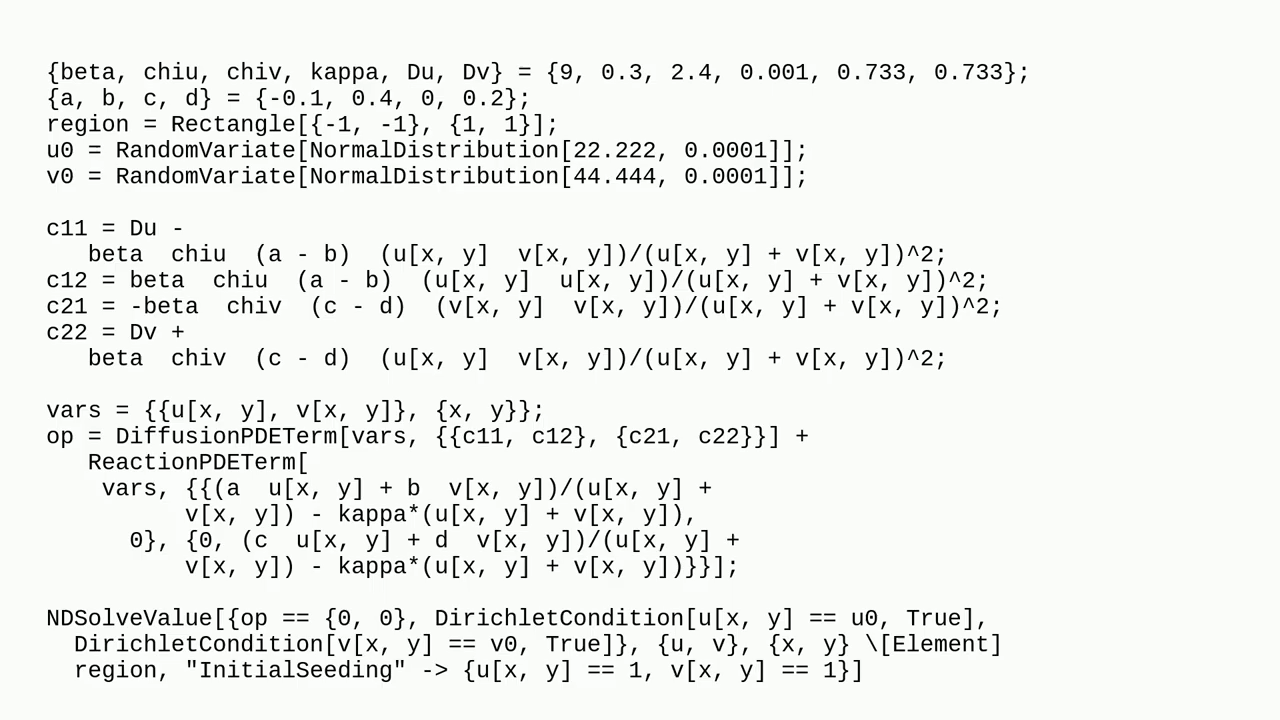 {beta, chiu, chiv, kappa, Du, Dv} = {9, 0.3, 2.4, 0.001, 0.733, 0.733};
{a, b, c, d} = {-0.1, 0.4, 0, 0.2};
region = Rectangle[{-1, -1}, {1, 1}];
u0 = RandomVariate[NormalDistribution[22.222, 0.0001]];
v0 = RandomVariate[NormalDistribution[44.444, 0.0001]];

c11 = Du -
   beta  chiu  (a - b)  (u[x, y]  v[x, y])/(u[x, y] + v[x, y])^2;
c12 = beta  chiu  (a - b)  (u[x, y]  u[x, y])/(u[x, y] + v[x, y])^2;
c21 = -beta  chiv  (c - d)  (v[x, y]  v[x, y])/(u[x, y] + v[x, y])^2;
c22 = Dv +
   beta  chiv  (c - d)  (u[x, y]  v[x, y])/(u[x, y] + v[x, y])^2;

vars = {{u[x, y], v[x, y]}, {x, y}};
op = DiffusionPDETerm[vars, {{c11, c12}, {c21, c22}}] +
   ReactionPDETerm[
    vars, {{(a  u[x, y] + b  v[x, y])/(u[x, y] +
          v[x, y]) - kappa*(u[x, y] + v[x, y]),
      0}, {0, (c  u[x, y] + d  v[x, y])/(u[x, y] +
          v[x, y]) - kappa*(u[x, y] + v[x, y])}}];

NDSolveValue[{op == {0, 0}, DirichletCondition[u[x, y] == u0, True],
  DirichletCondition[v[x, y] == v0, True]}, {u, v}, {x, y} \[Element]
  region, "InitialSeeding" -> {u[x, y] == 1, v[x, y] == 1}]